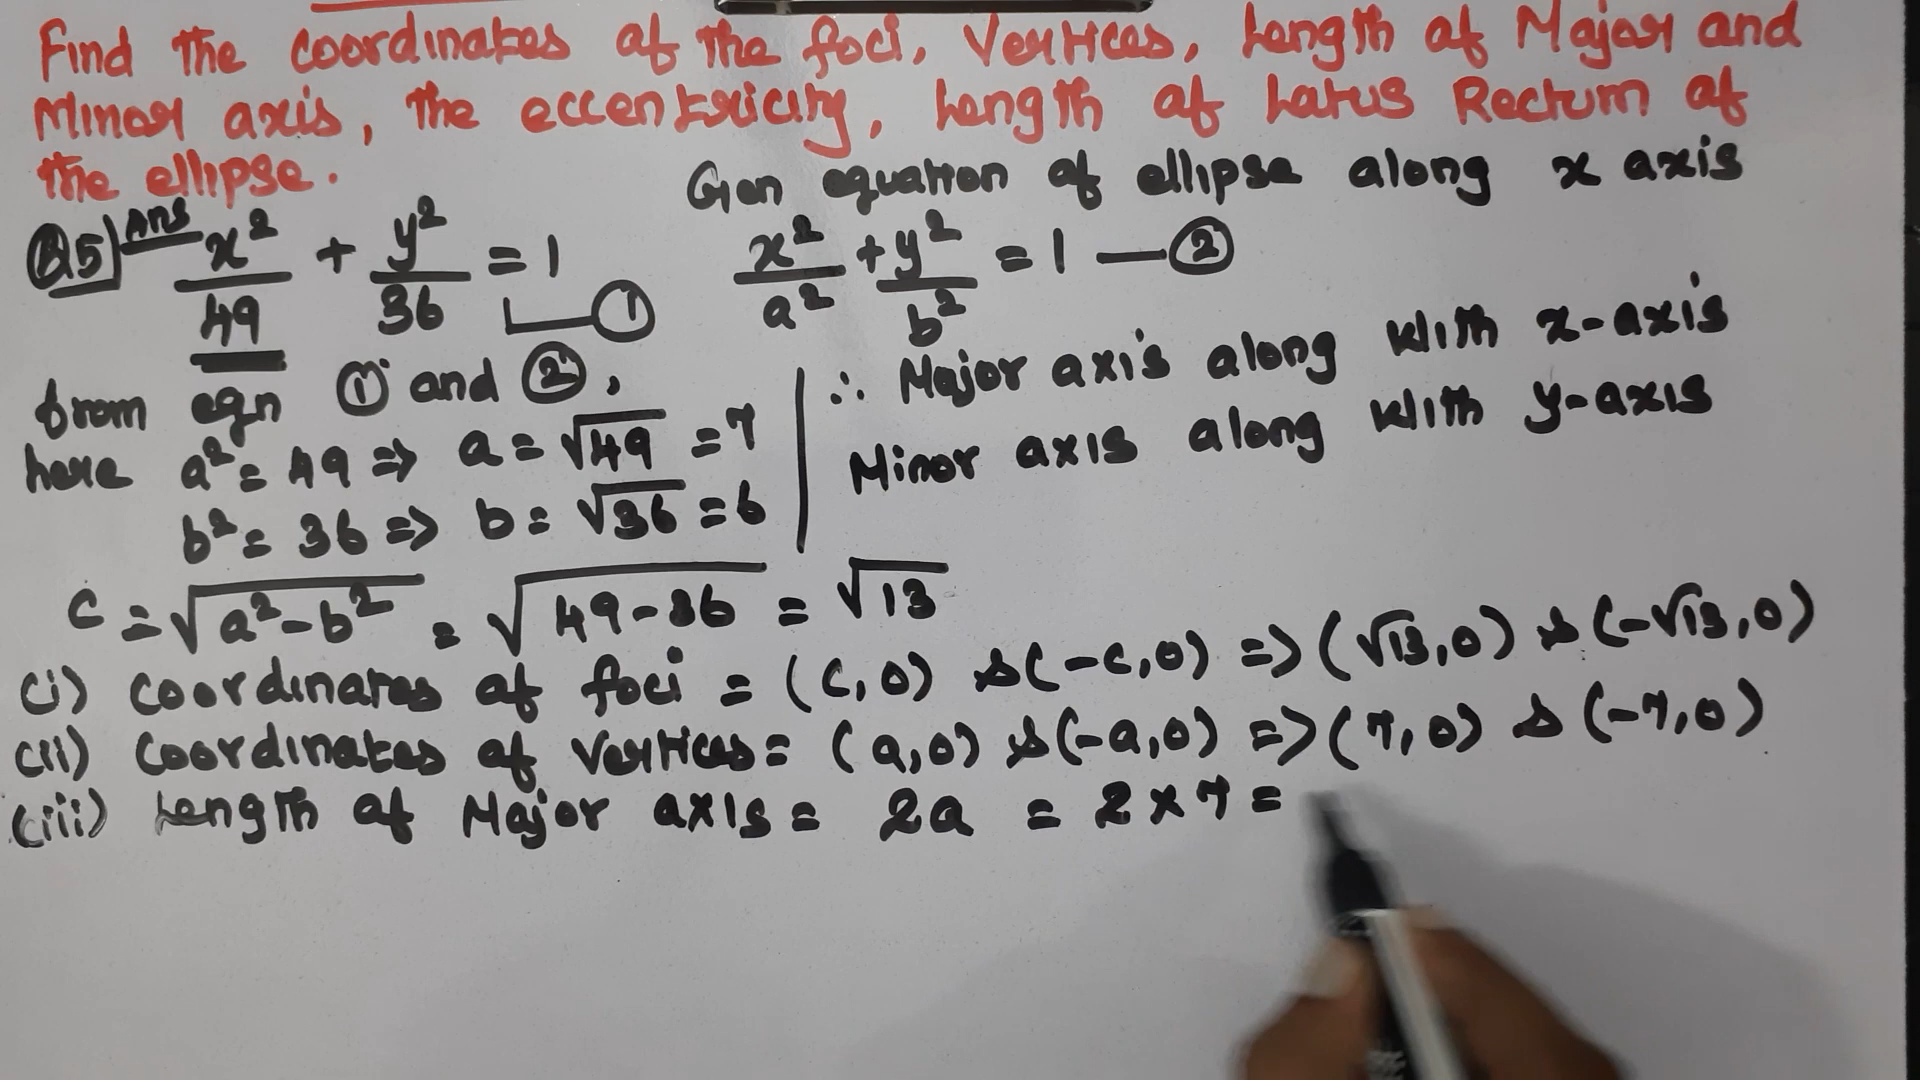 Find the coordinates of the foci, Vertices, Length of Major and
Minor axis, the eccentricity, Length of Latus Rectum of
the ellipse.
Gen equation of ellipse along x axis
Q5) Ans x²/49 + y²/36 = 1 — ①
x²/a² + y²/b² = 1 — ②
from eqn ① and ②,
here a² = 49 => a = √49 = 7
b² = 36 => b = √36 = 6
∴ Major axis along with x-axis
Minor axis along with y-axis
c = √(a²-b²) = √(49-36) = √13
(i) coordinates of foci = (c,0) & (-c,0) => (√13,0) & (-√13,0)
(ii) coordinates of vertices = (a,0) & (-a,0) => (7,0) & (-7,0)
(iii) Length of Major axis = 2a = 2×7 =